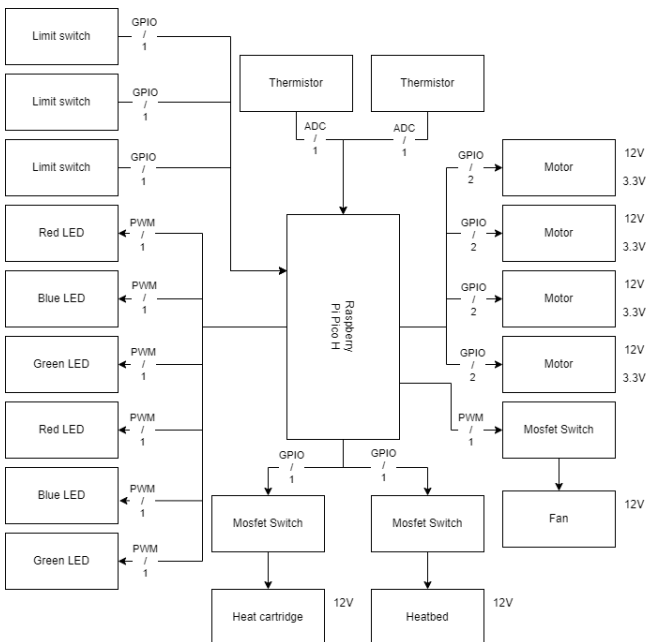 Limit switch
GPIO
/
1
Limit switch
GPIO
/
1
Limit switch
GPIO
/
1
Red LED
PWM
/
1
Blue LED
PWM
/
1
Green LED
PWM
/
1
Red LED
PWM
/
1
Blue LED
PWM
/
1
Green LED
PWM
/
1
Thermistor
ADC
/
1
Thermistor
ADC
/
1
Raspberry
Pi Pico H
GPIO
/
2
Motor
12V
3.3V
GPIO
/
2
Motor
12V
3.3V
GPIO
/
2
Motor
12V
3.3V
GPIO
/
2
Motor
12V
3.3V
PWM
/
1
Mosfet Switch
Fan
12V
GPIO
/
1
Mosfet Switch
Heat cartridge
12V
GPIO
/
1
Mosfet Switch
Heatbed
12V